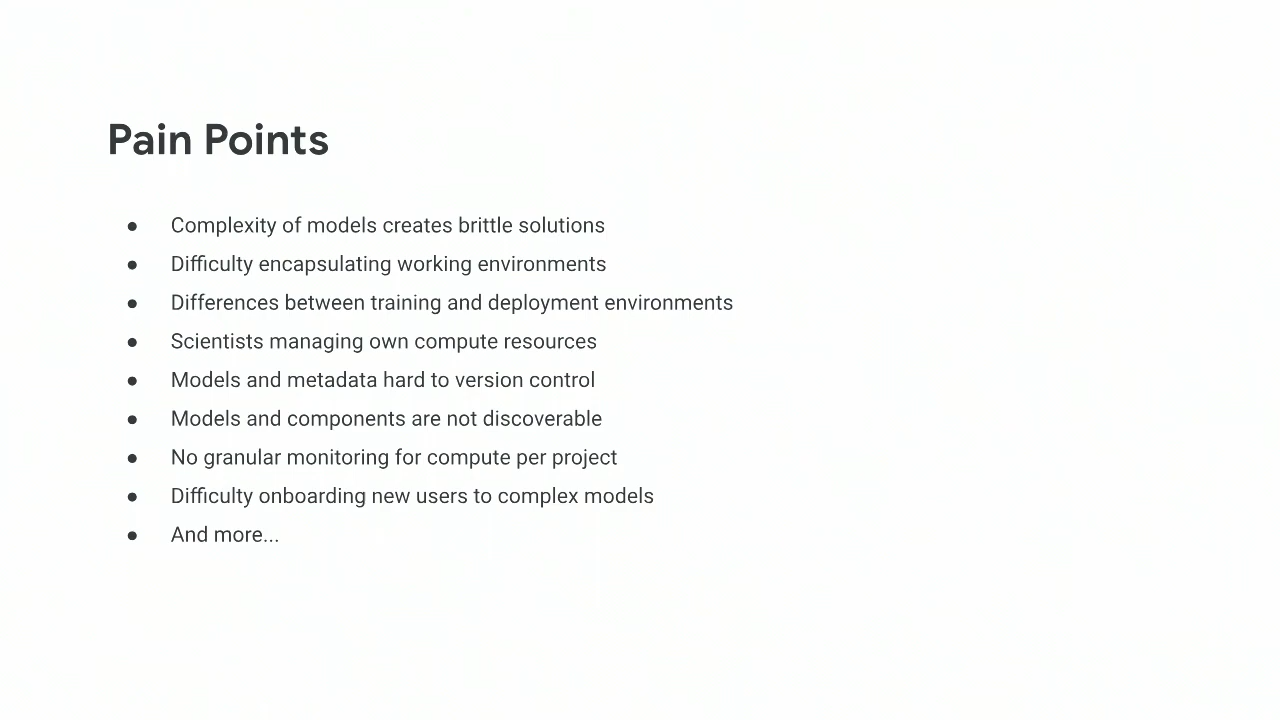 Pain Points
● Complexity of models creates brittle solutions
● Difficulty encapsulating working environments
● Differences between training and deployment environments
● Scientists managing own compute resources
● Models and metadata hard to version control
● Models and components are not discoverable
● No granular monitoring for compute per project
● Difficulty onboarding new users to complex models
● And more...